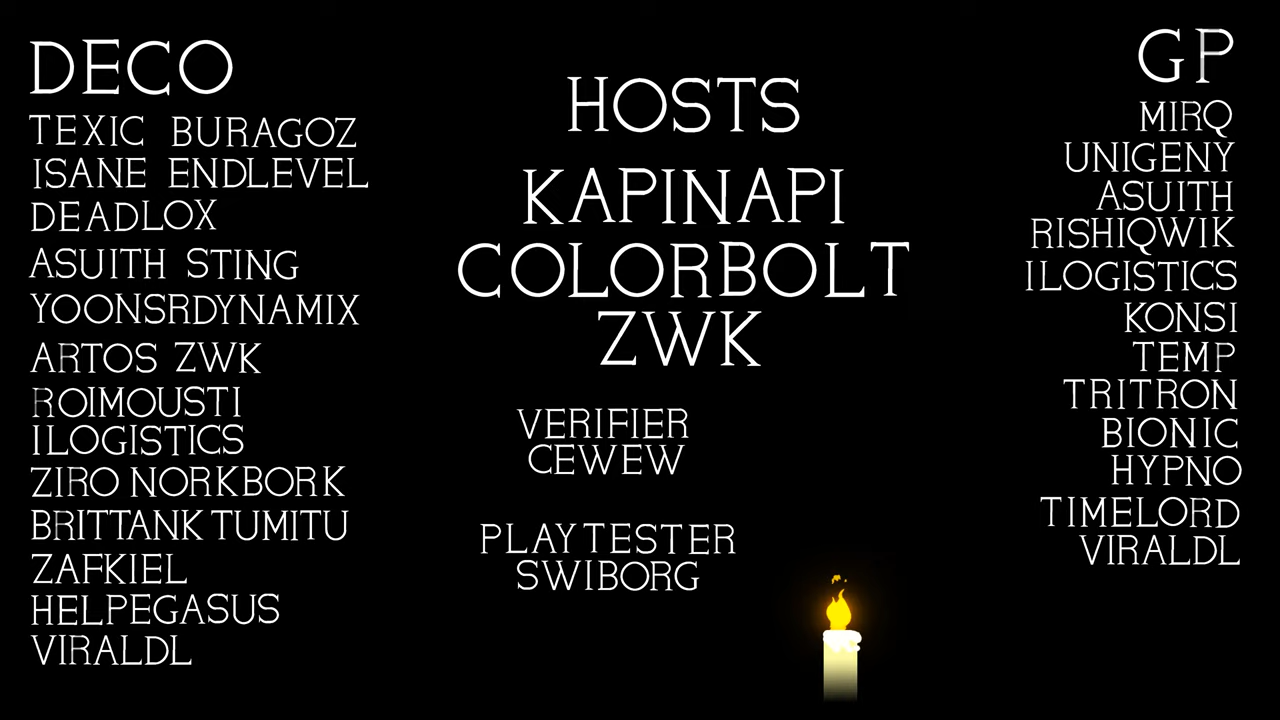 DECO
TEXIC BURAGOZ
ISANE ENDLEVEL
DEADLOX
ASUITH STING
YOONSRDYNAMIX
ARTOS ZWK
ROIMOUSTI
ILOGISTICS
ZIRO NORKBORK
BRITTANK TUMITU
ZAFKIEL
HELPEGASUS
VIRALDL
HOSTS
KAPINAPI
COLORBOLT
ZWK
VERIFIER
CEWEW
PLAYTESTER
SWIBORG
GP
MIRQ
UNIGENY
ASUITH
RISHIQWIK
ILOGISTICS
KONSI
TEMP
TRITRON
BIONIC
HYPNO
TIMELORD
VIRALDL